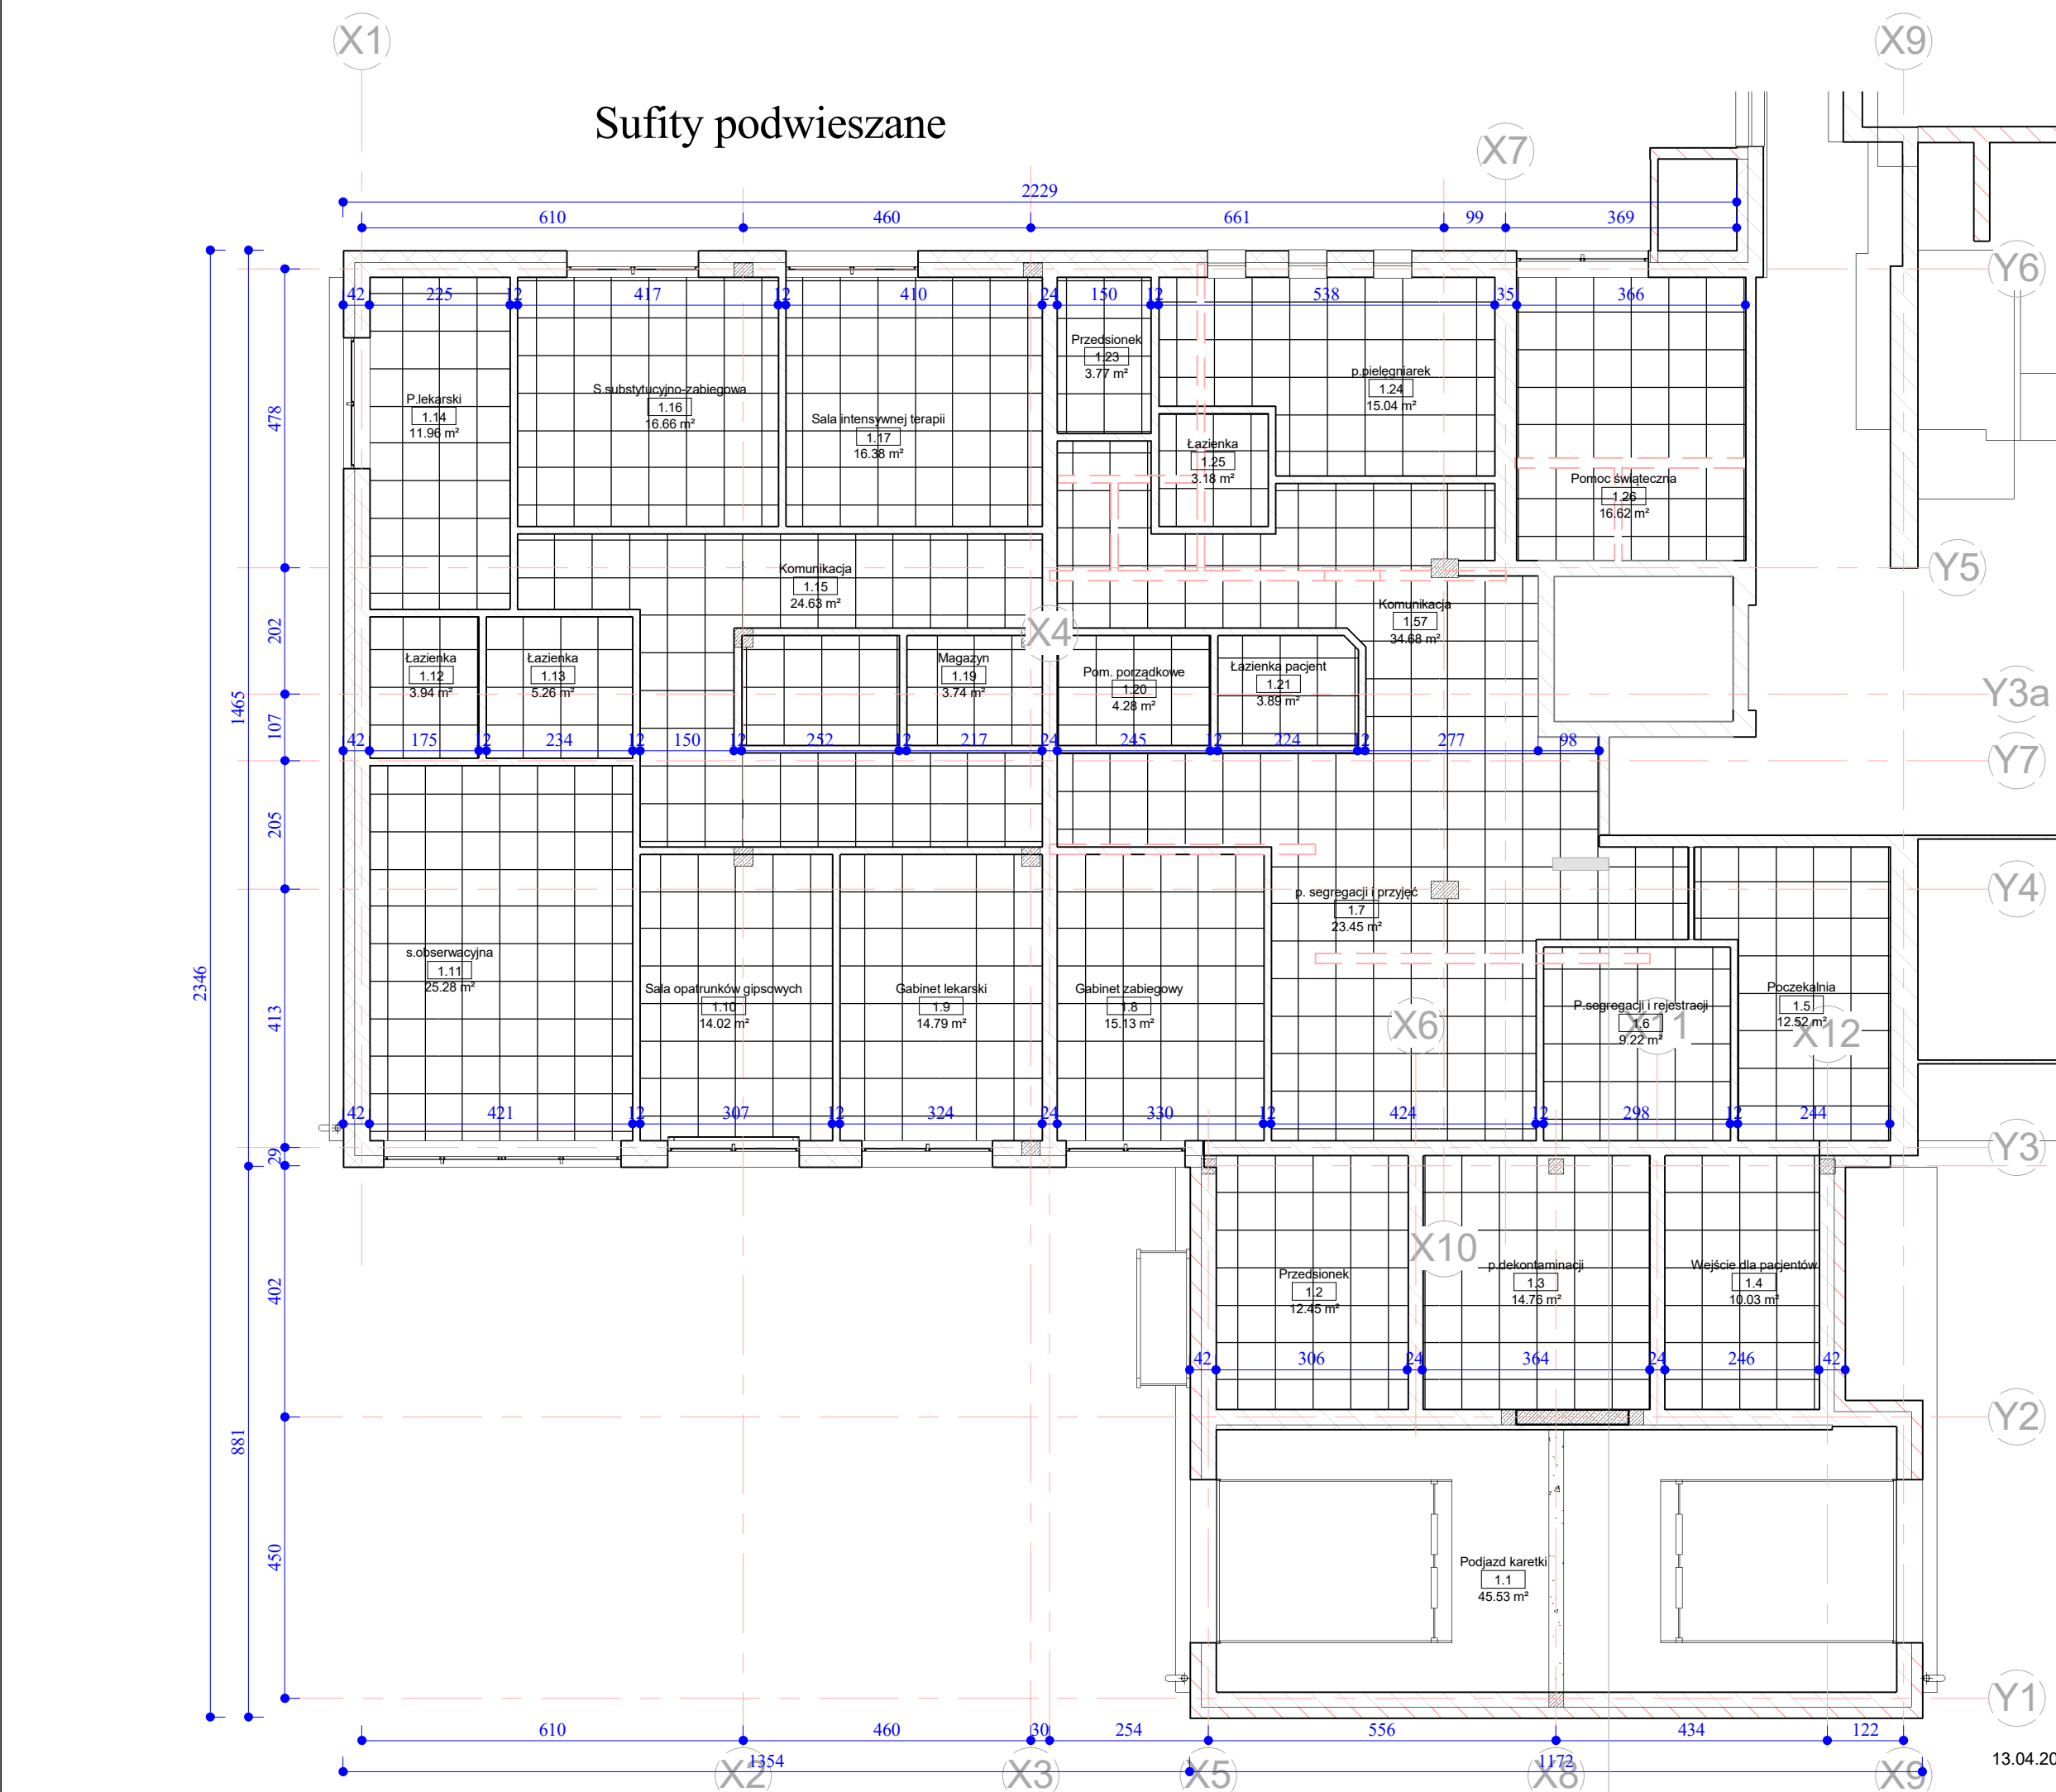 X1
X9
Sufity podwieszane
X7
2229
610
460
661
99
369
Y6
42
225
12
417
12
410
24
150
12
538
35
366
Przedsionek
1.23
3.77 m²
p.pielęgniarek
1.24
15.04 m²
P.lekarski
1.14
11.96 m²
S.substytucyjno-zabiegowa
1.16
16.66 m²
Sala intensywnej terapii
1.17
16.38 m²
478
Łazienka
1.25
3.18 m²
Pomoc świąteczna
1.26
16.62 m²
Y5
Komunikacja
1.15
24.63 m²
Komunikacja
1.57
34.68 m²
X4
202
Łazienka
1.12
3.94 m²
Łazienka
1.13
5.26 m²
Magazyn
1.19
3.74 m²
Pom. porządkowe
1.20
4.28 m²
Łazienka pacjent
1.21
3.89 m²
Y3a
1465
107
42
175
12
234
12
150
12
252
12
217
24
245
12
224
12
277
98
Y7
205
Y4
p. segregacji i przyjęć
1.7
23.45 m²
s.obserwacyjna
1.11
25.28 m²
2346
413
Sala opatrunków gipsowych
1.10
14.02 m²
Gabinet lekarski
1.9
14.79 m²
Gabinet zabiegowy
1.8
15.13 m²
X6
P.segregacji i rejestracji
1.6
9.22 m²
X11
Poczekalnia
1.5
12.52 m²
X12
42
421
12
307
12
324
24
330
12
424
12
298
12
244
29
Y3
X10
402
Przedsionek
1.2
12.45 m²
p.dekontaminacji
1.3
14.76 m²
Wejście dla pacjentów
1.4
10.03 m²
42
306
24
364
24
246
42
Y2
881
450
Podjazd karetki
1.1
45.53 m²
Y1
610
460
30
254
556
434
122
1354
1172
13.04.20
X2
X3
X5
X8
X9